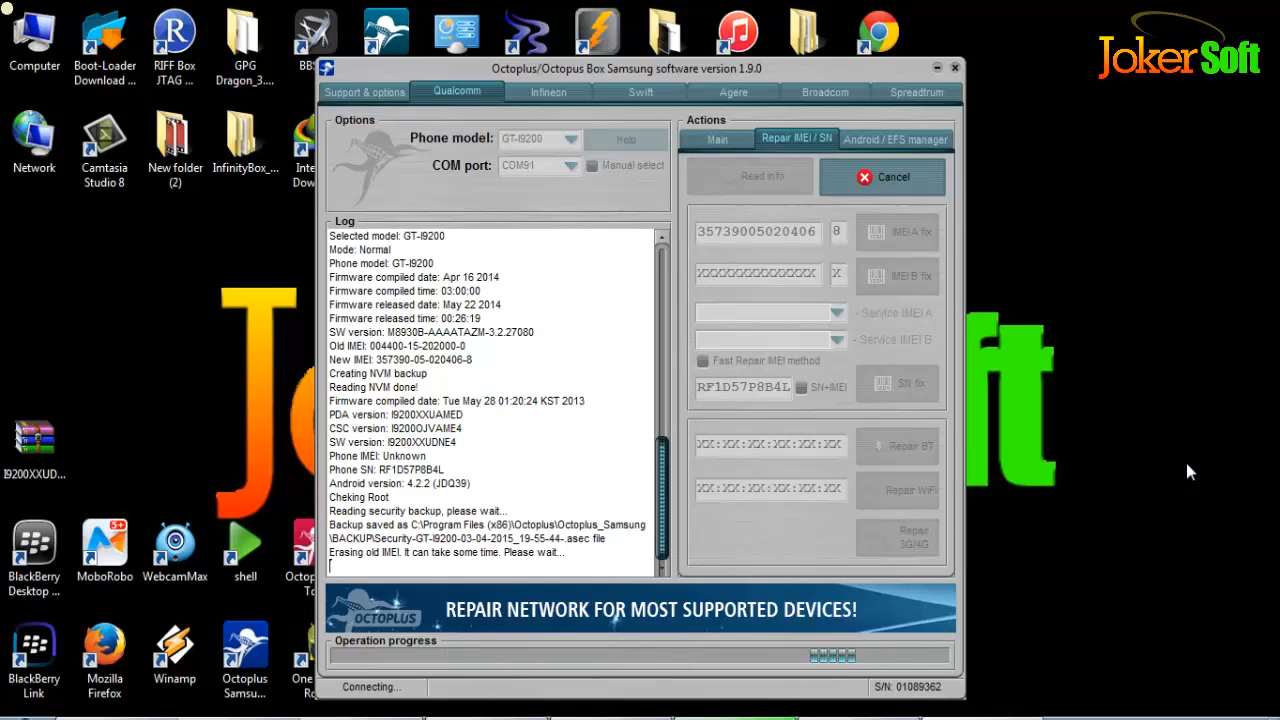 JokerSoft
Computer
Boot-Loader
Download ...
RIFF Box
JTAG ...
GPG
Dragon_3....
BB
Network
Camtasia
Studio 8
New folder
(2)
InfinityBox_...
Inte
Dow
I9200XXUD...
BlackBerry
Desktop ...
MoboRobo
WebcamMax
shell
Octo
To
BlackBerry
Link
Mozilla
Firefox
Winamp
Octoplus
Samsu...
One
Ro
Jo
ft
Octoplus/Octopus Box Samsung software version 1.9.0
Support & options
Qualcomm
Infineon
Swift
Agere
Broadcom
Spreadtrum
Options
Phone model:
GT-I9200
Help
COM port:
COM91
Manual select
Log
Selected model: GT-I9200
Mode: Normal
Phone model: GT-I9200
Firmware compiled date: Apr 16 2014
Firmware compiled time: 03:00:00
Firmware released date: May 22 2014
Firmware released time: 00:26:19
SW version: M8930B-AAAATAZM-3.2.27080
Old IMEI: 004400-15-202000-0
New IMEI: 357390-05-020406-8
Creating NVM backup
Reading NVM done!
Firmware compiled date: Tue May 28 01:20:24 KST 2013
PDA version: I9200XXUAMED
CSC version: I9200OJVAME4
SW version: I9200XXUDNE4
Phone IMEI: Unknown
Phone SN: RF1D57P8B4L
Android version: 4.2.2 (JDQ39)
Cheking Root
Reading security backup, please wait...
Backup saved as C:\Program Files (x86)\Octoplus\Octoplus_Samsung
\BACKUP\Security-GT-I9200-03-04-2015_19-55-44-.asec file
Erasing old IMEI. It can take some time. Please wait...
Actions
Main
Repair IMEI / SN
Android / EFS manager
Read info
Cancel
35739005020406
8
IMEI A fix
XXXXXXXXXXXXXX
X
IMEI B fix
- Service IMEI A
- Service IMEI B
Fast Repair IMEI method
RF1D57P8B4L
SN+IMEI
SN fix
XX:XX:XX:XX:XX:XX
Repair BT
XX:XX:XX:XX:XX:XX
Repair WiFi
Repair
3G/4G
OCTOPLUS
REPAIR NETWORK FOR MOST SUPPORTED DEVICES!
Operation progress
Connecting...
S/N: 01089362